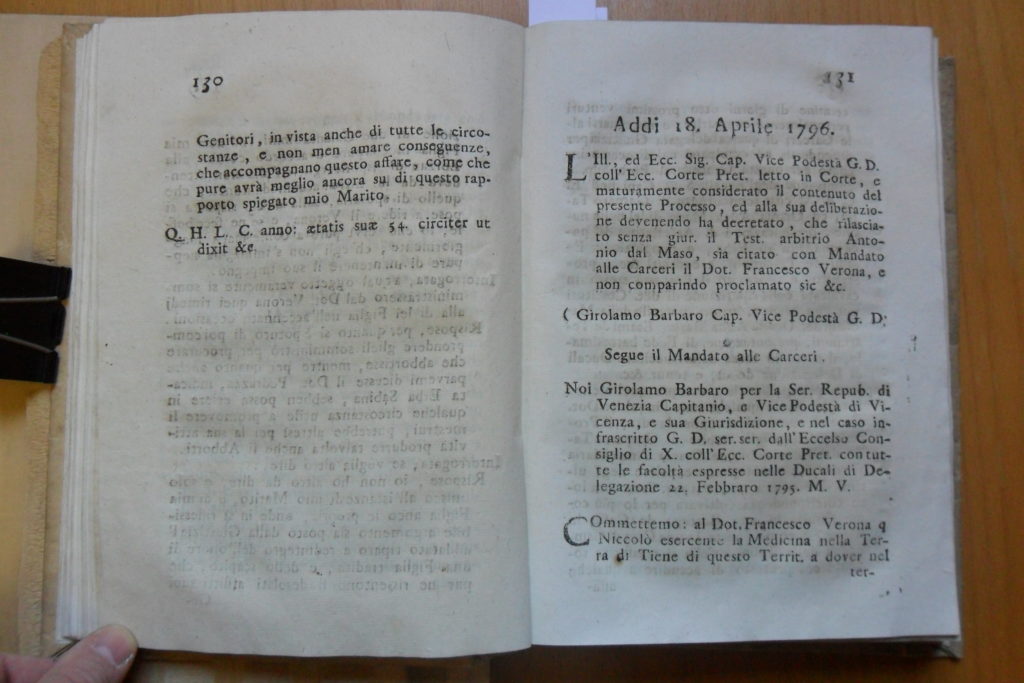 130
Genitori, in vista anche di tutte le circo-
stanze, e non men amare conseguenze,
che accompagnano questo affare, come che
pure avrà meglio ancora su di questo rap-
porto spiegato mio Marito.
Q. H. L. C. anno: ætatis suæ 54. circiter ut
dixit &c.
131
Addi 18. Aprile 1796.
L'Ill., ed Ecc. Sig. Cap. Vice Podestà G. D.
coll'Ecc. Corte Pret. letto in Corte, e
maturamente considerato il contenuto del
presente Processo, ed alla sua deliberazio-
ne devenendo ha decretato, che rilascia-
to senza giur. il Test. arbitrio Anto-
nio dal Maso, sia citato con Mandato
alle Carceri il Dot. Francesco Verona, e
non comparindo proclamato sic &c.
( Girolamo Barbaro Cap. Vice Podestà G. D.
Segue il Mandato alle Carceri.
Noi Girolamo Barbaro per la Ser. Repub. di
Venezia Capitanio, e Vice Podestà di Vi-
cenza, e sua Giurisdizione, e nel caso in-
frascritto G. D. ser. ser. dall'Eccelso Con-
siglio di X. coll'Ecc. Corte Pret. con tut-
te le facoltà espresse nelle Ducali di De-
legazione 22. Febbraro 1795. M. V.
COmmettemo: al Dot. Francesco Verona q
Niccolò esercente la Medicina nella Ter-
ra di Tiene di questo Territ. a dover nel
ter-